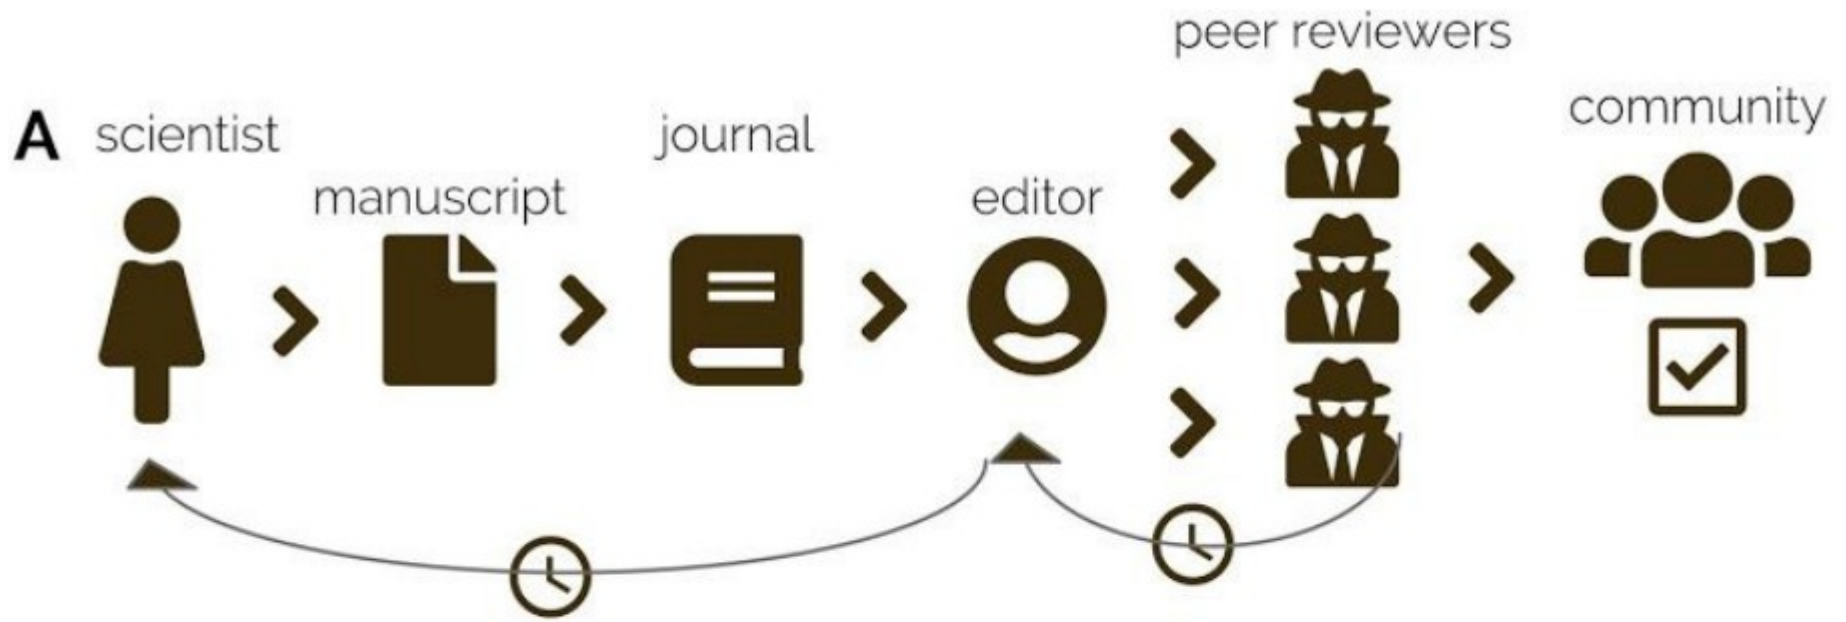 A
scientist
manuscript
journal
editor
peer reviewers
community